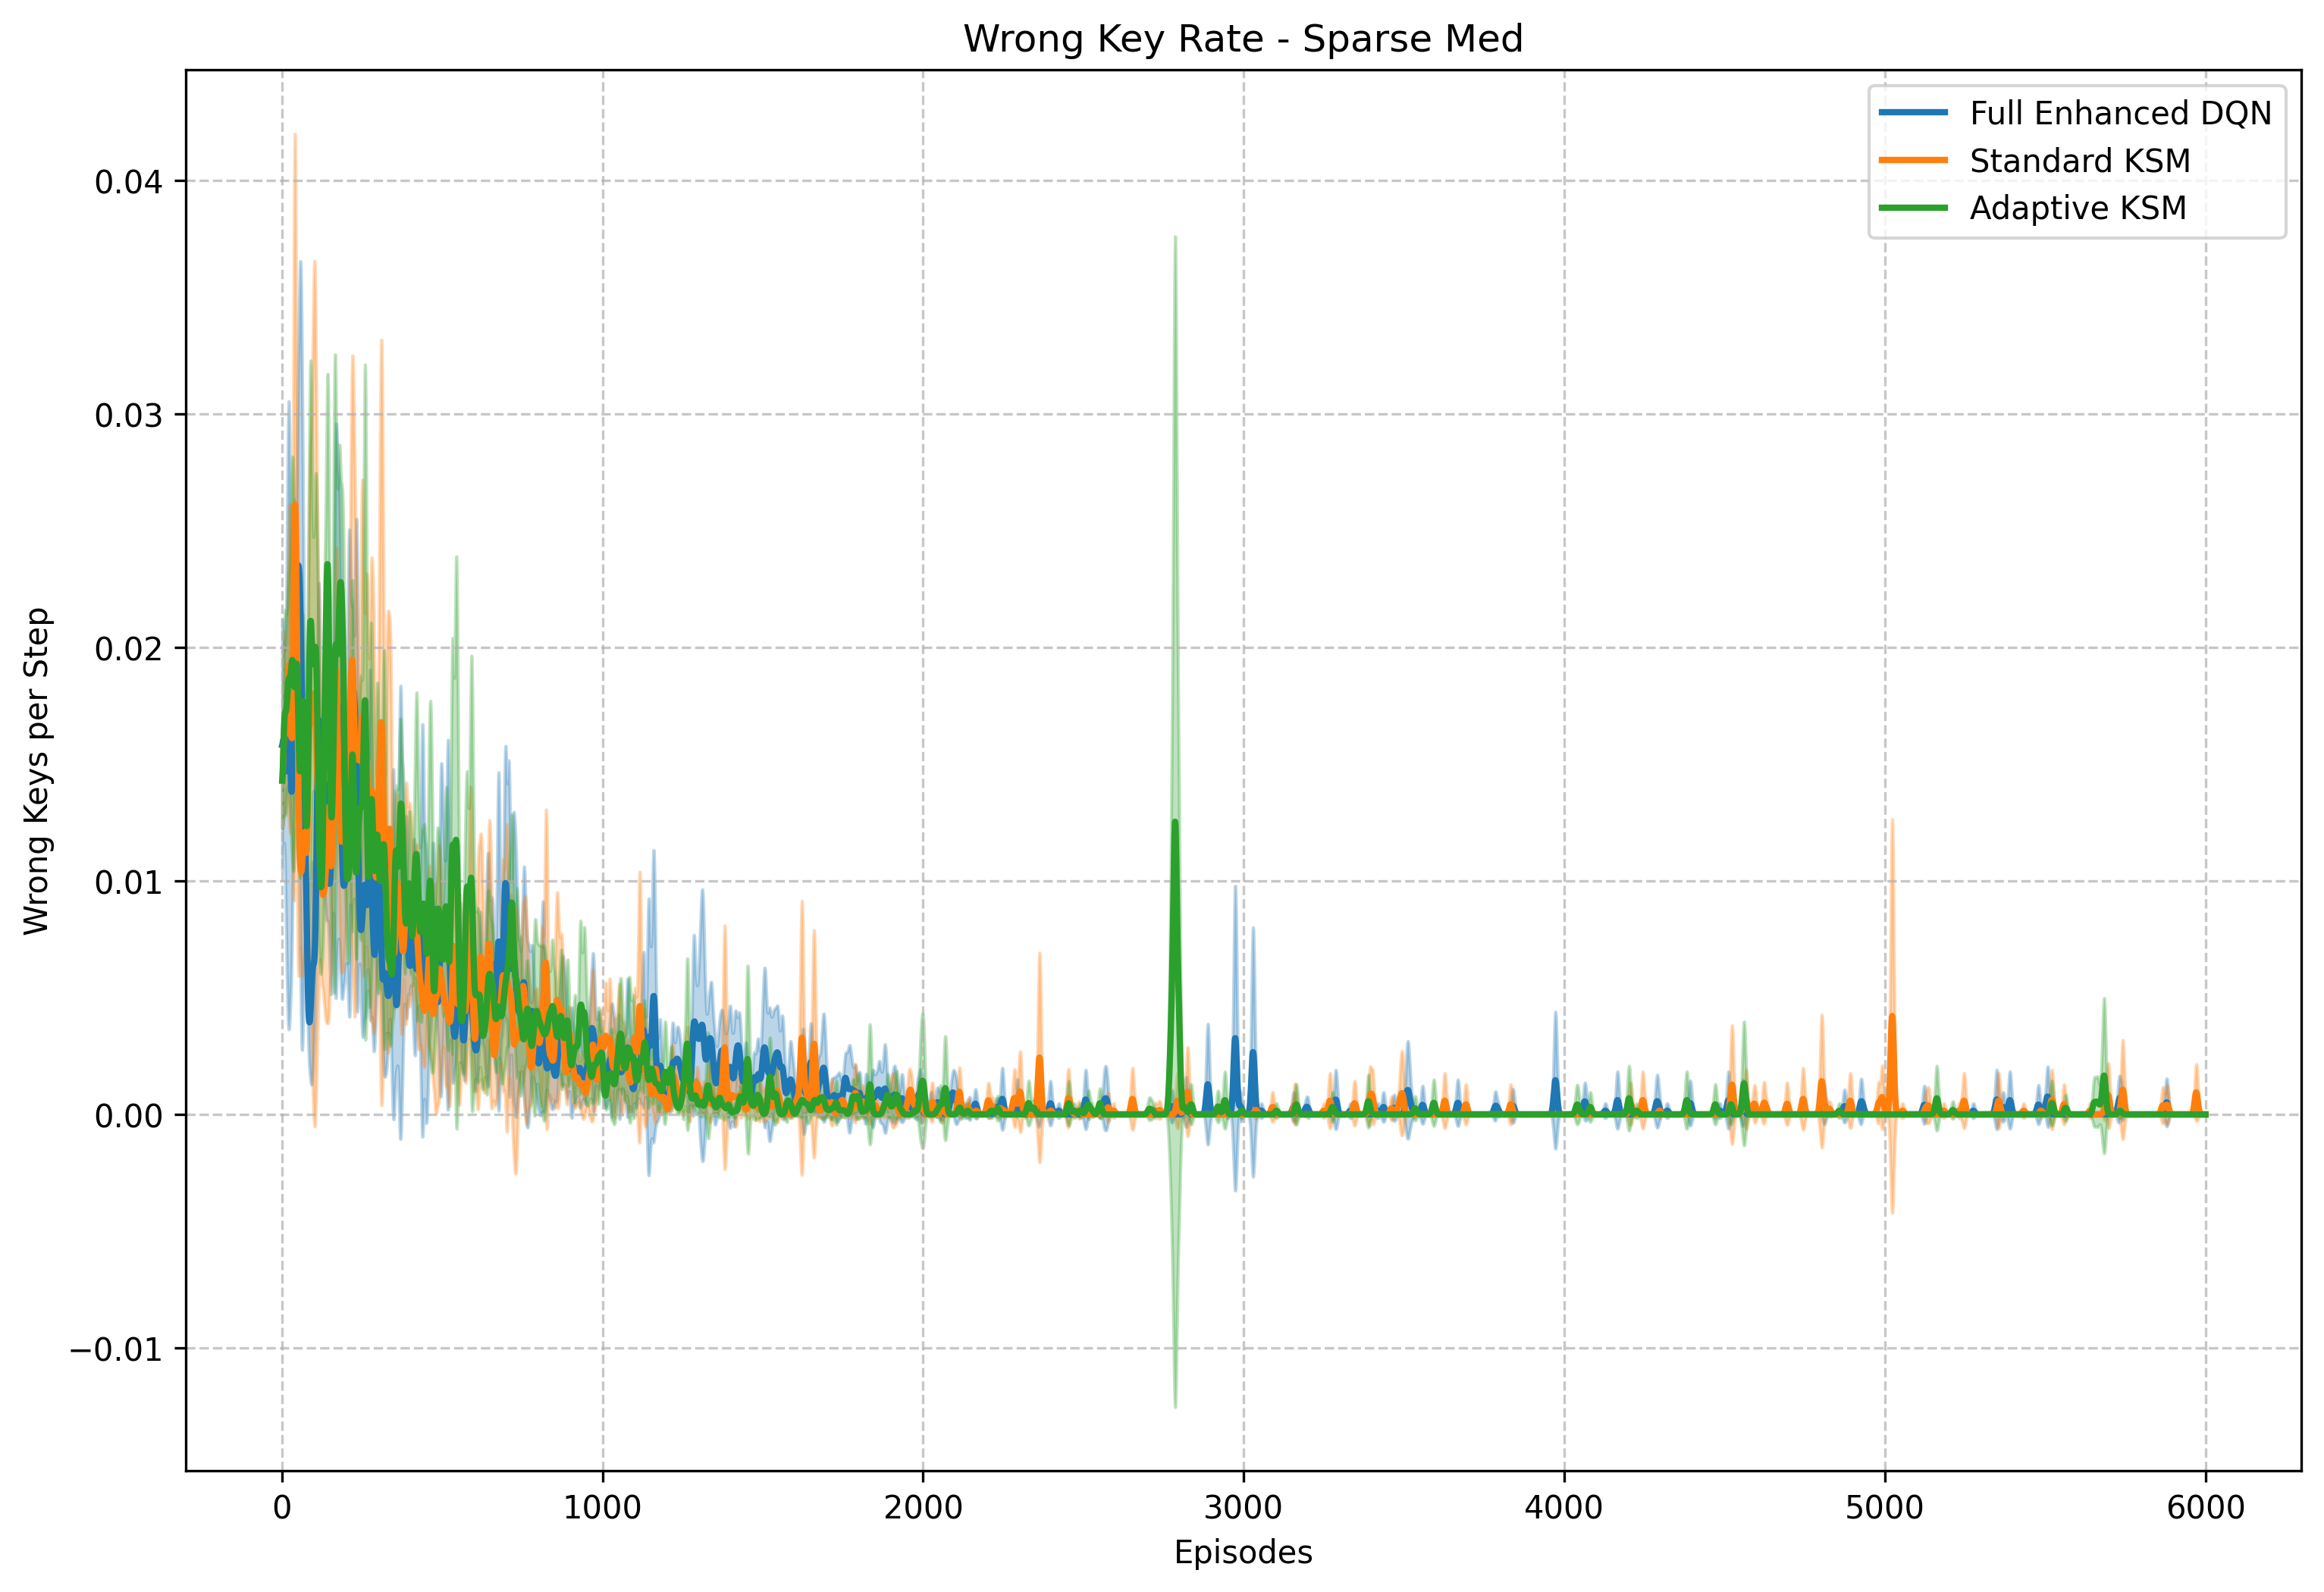 Wrong Key Rate - Sparse Med
Full Enhanced DQN
Standard KSM
Adaptive KSM
Wrong Keys per Step
0.04
0.03
0.02
0.01
0.00
−0.01
0 1000 2000 3000 4000 5000 6000
Episodes